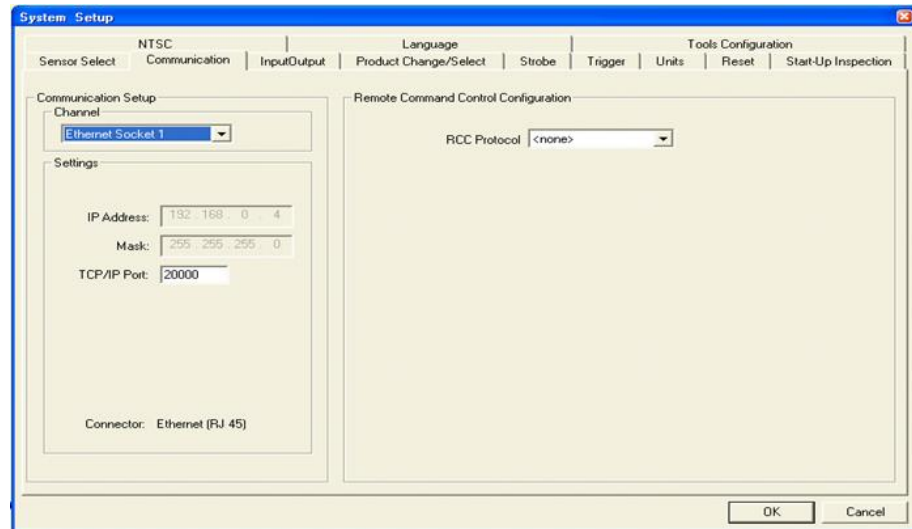 System Setup
NTSC
Language
Tools Configuration
Sensor Select
Communication
InputOutput
Product Change/Select
Strobe
Trigger
Units
Reset
Start-Up Inspection
Communication Setup
Channel
Ethernet Socket 1
Settings
IP Address: 192 . 168 . 0 . 4
Mask: 255 . 255 . 255 . 0
TCP/IP Port: 20000
Connector: Ethernet (RJ 45)
Remote Command Control Configuration
RCC Protocol <none>
OK
Cancel